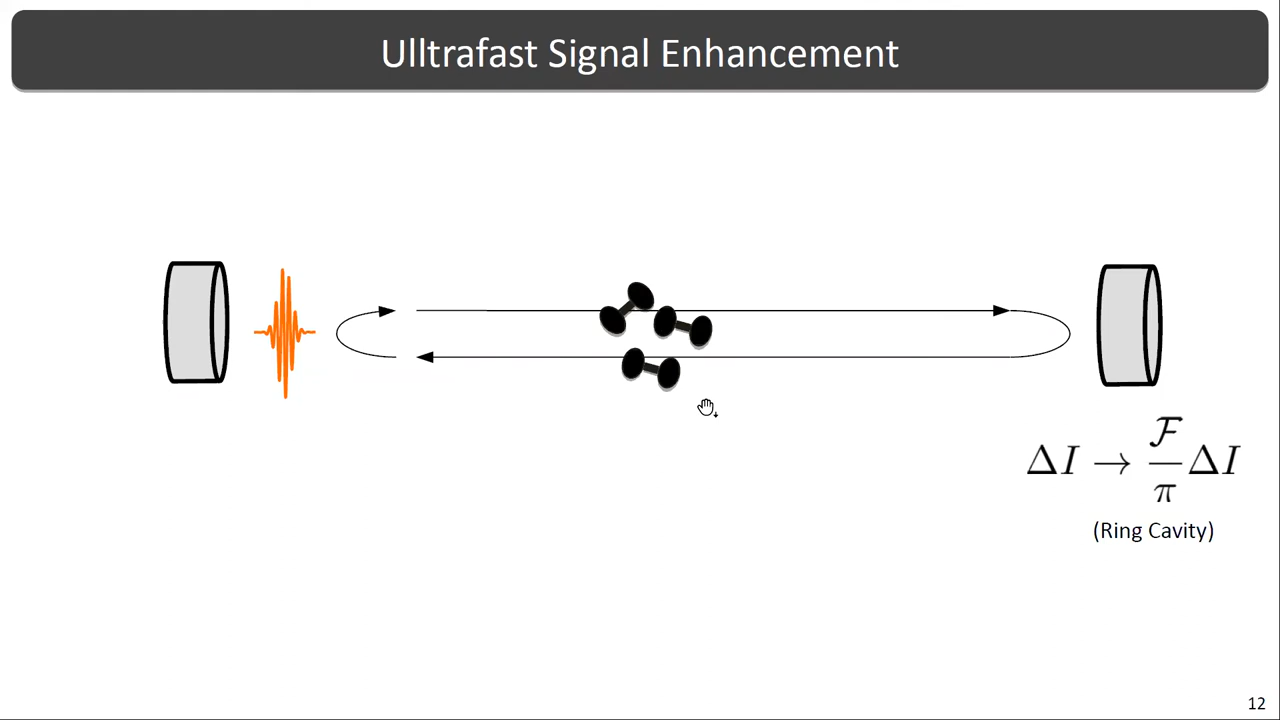 Ulltrafast Signal Enhancement
ΔI → 𝓕/π ΔI
(Ring Cavity)
12